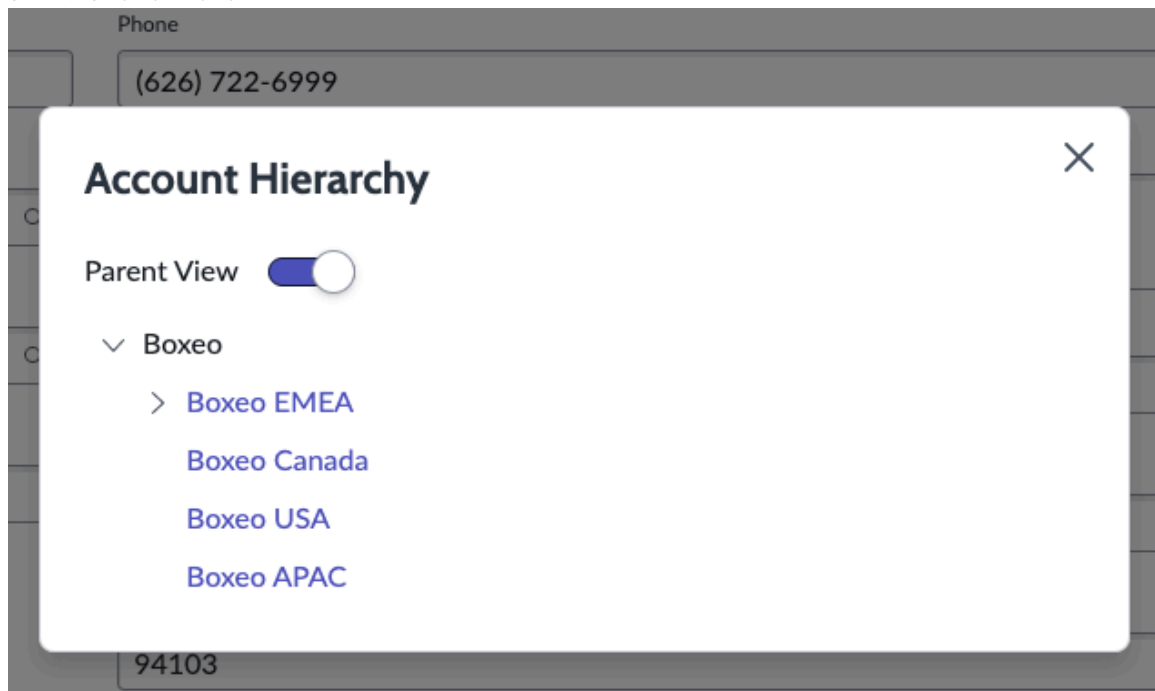 Phone
(626) 722-6999
Account Hierarchy
Parent View
Boxeo
Boxeo EMEA
Boxeo Canada
Boxeo USA
Boxeo APAC
94103